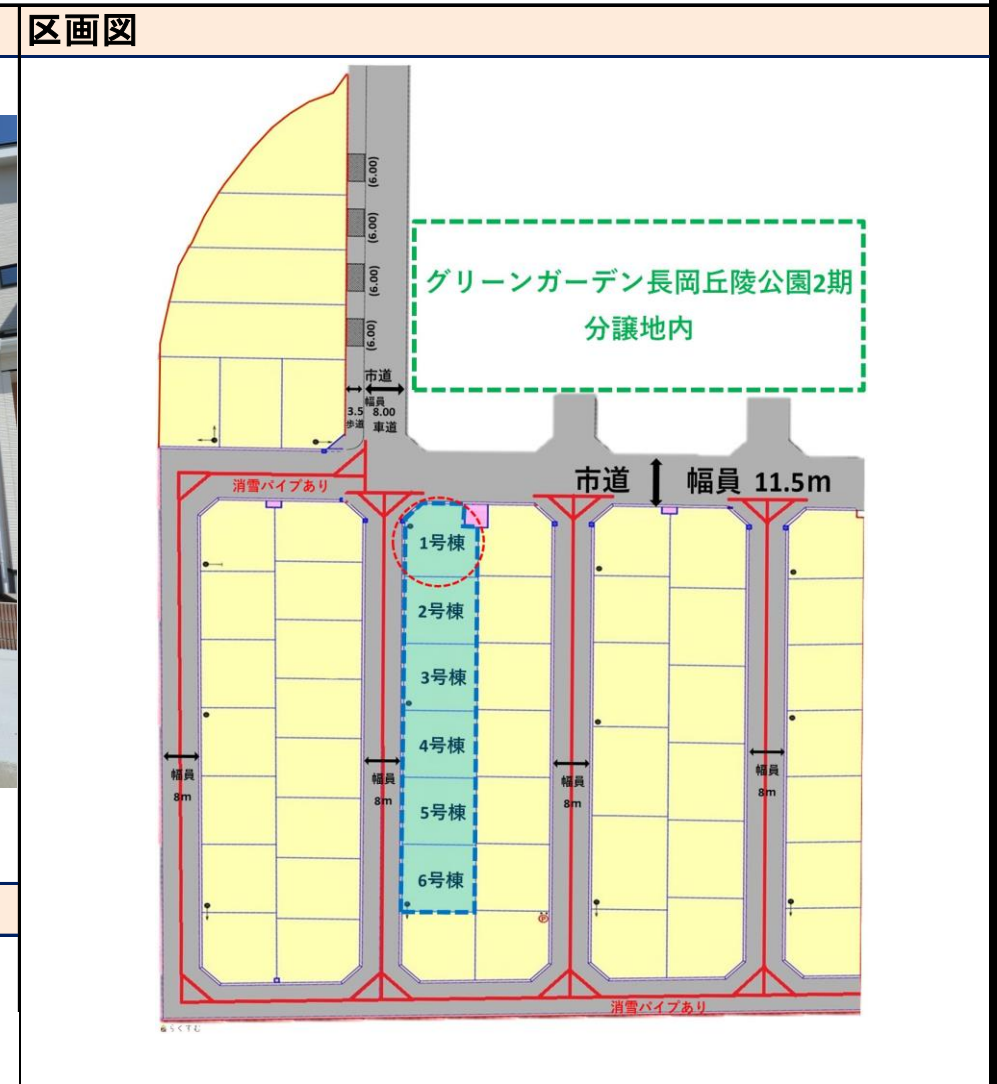 区画図
(6.00)
(6.00)
(6.00)
(6.00)
グリーンガーデン長岡丘陵公園2期
分譲地内
市道
幅員
3.5 8.00
歩道 車道
市道 幅員 11.5m
消雪パイプあり
1号棟
2号棟
3号棟
4号棟
5号棟
6号棟
幅員
8m
幅員
8m
幅員
8m
幅員
8m
消雪パイプあり
らくすむ